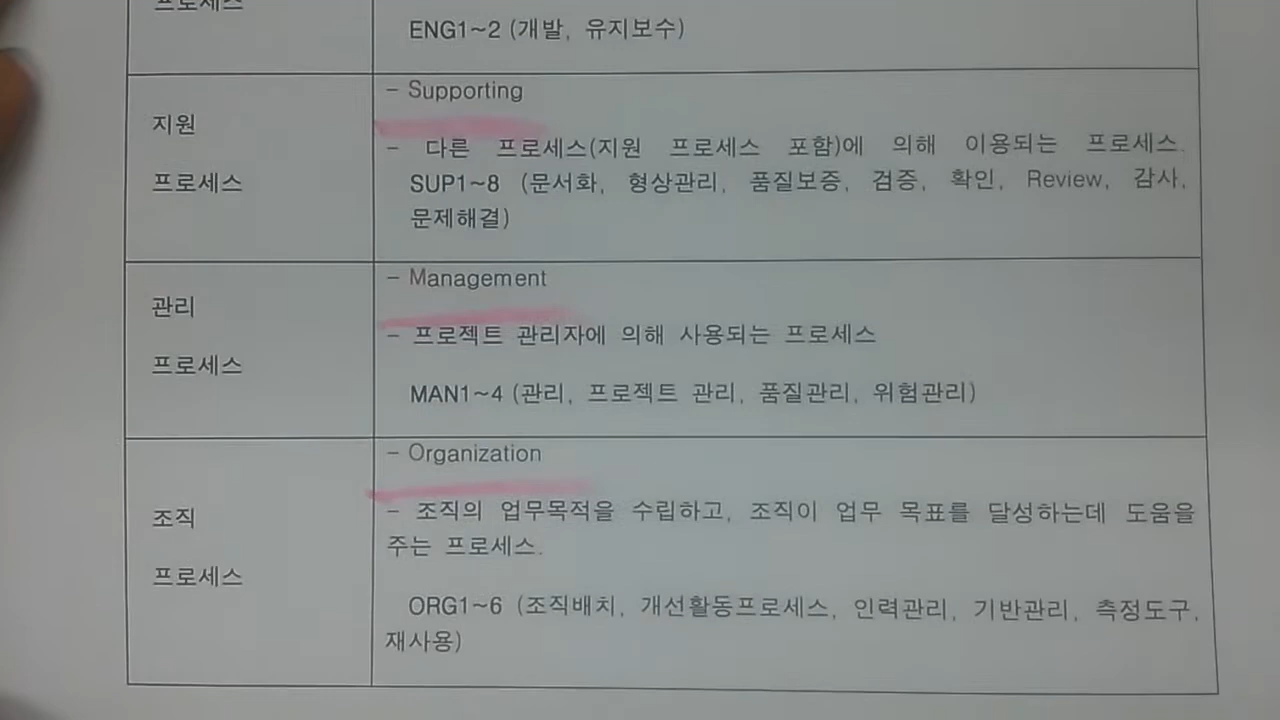 프로세스
ENG1~2 (개발, 유지보수)
지원
프로세스
- Supporting
- 다른 프로세스(지원 프로세스 포함)에 의해 이용되는 프로세스.
SUP1~8 (문서화, 형상관리, 품질보증, 검증, 확인, Review, 감사,
문제해결)
관리
프로세스
- Management
- 프로젝트 관리자에 의해 사용되는 프로세스
MAN1~4 (관리, 프로젝트 관리, 품질관리, 위험관리)
조직
프로세스
- Organization
- 조직의 업무목적을 수립하고, 조직이 업무 목표를 달성하는데 도움을
주는 프로세스.
ORG1~6 (조직배치, 개선활동프로세스, 인력관리, 기반관리, 측정도구,
재사용)